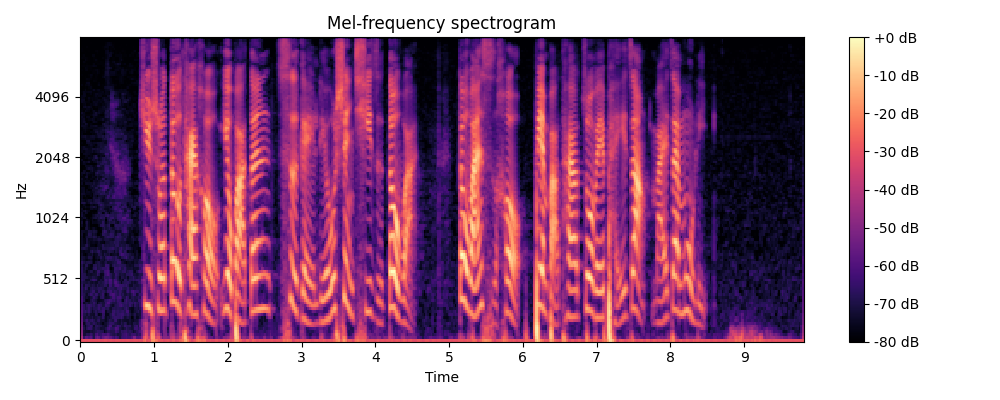 Mel-frequency spectrogram
Hz
4096
2048
1024
512
0
0 1 2 3 4 5 6 7 8 9
Time
+0 dB
-10 dB
-20 dB
-30 dB
-40 dB
-50 dB
-60 dB
-70 dB
-80 dB